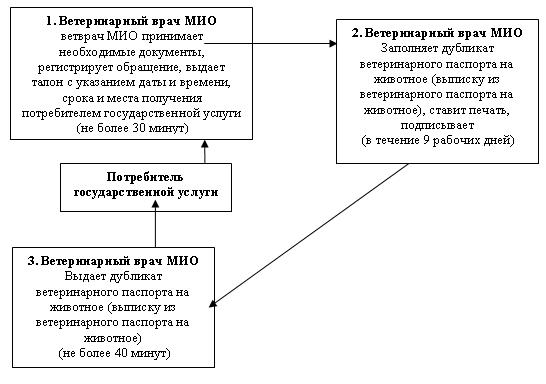 1. Ветеринарный врач МИО
ветврач МИО принимает
необходимые документы,
регистрирует обращение, выдает
талон с указанием даты и времени,
срока и места получения
потребителем государственной услуги
(не более 30 минут)
2. Ветеринарный врач МИО
Заполняет дубликат
ветеринарного паспорта на
животное (выписку из
ветеринарного паспорта на
животное), ставит печать,
подписывает
(в течение 9 рабочих дней)
Потребитель
государственной услуги
3. Ветеринарный врач МИО
Выдает дубликат
ветеринарного паспорта на
животное (выписку из
ветеринарного паспорта на
животное)
(не более 40 минут)